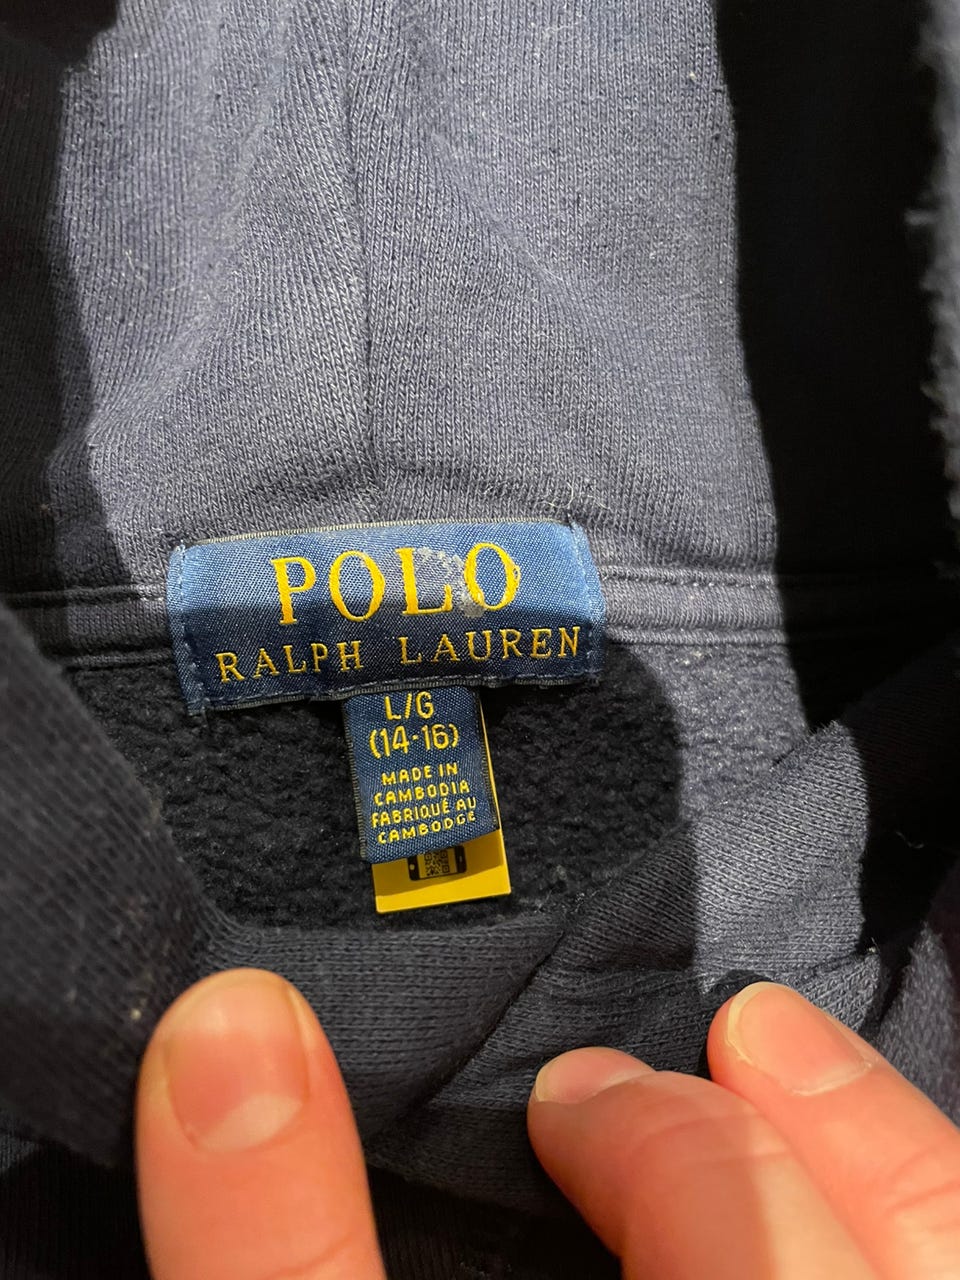 POLO
RALPH LAUREN
L/G
(14-16)
MADE IN
CAMBODIA
FABRIQUÉ AU
CAMBODGE